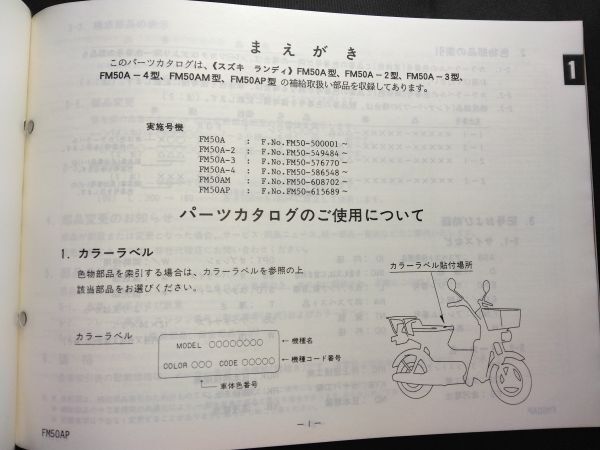 まえがき
このパーツカタログは、《スズキ ランディ》FM50A型、FM50A-2型、FM50A-3型、
FM50A-4型、FM50AM型、FM50AP型 の補給取扱い部品を収録してあります。
1
実施号機
FM50A : F.No.FM50-500001~
FM50A-2 : F.No.FM50-549484~
FM50A-3 : F.No.FM50-576770~
FM50A-4 : F.No.FM50-586548~
FM50AM : F.No.FM50-608702~
FM50AP : F.No.FM50-615689~
パーツカタログのご使用について
1. カラーラベル
色物部品を索引する場合は、カラーラベルを参照の上
該当部品をお選びください。
カラーラベル貼付場所
カラーラベル
MODEL ○○○○○○○○
COLOR ○○○ CODE ○○○○○
機種名
機種コード番号
車体色番号
-1-
FM50AP